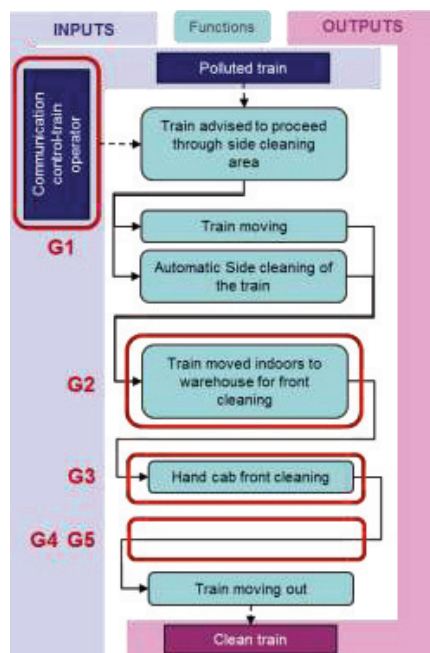 INPUTS
Functions
OUTPUTS
Polluted train
Communication
control-train
operator
Train advised to proceed
through side cleaning
area
G1
Train moving
Automatic Side cleaning of
the train
G2
Train moved indoors to
warehouse for front
cleaning
G3
Hand cab front cleaning
G4 G5
Train moving out
Clean train